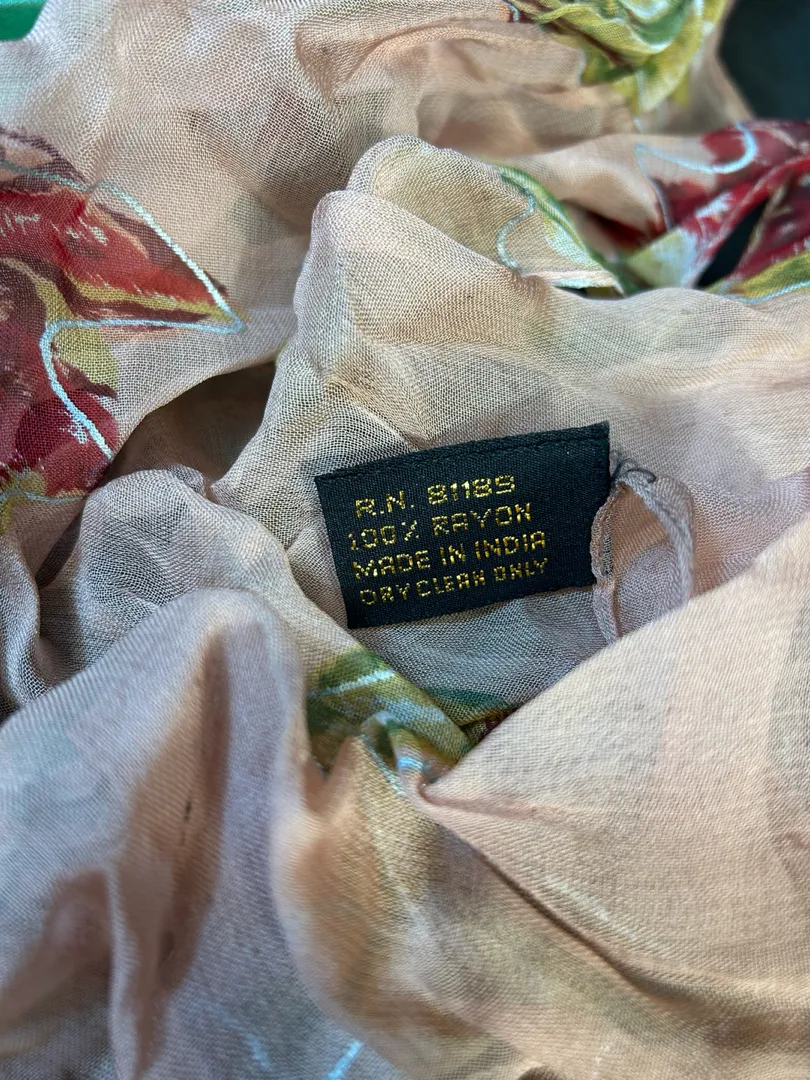 R.N. 81189
100% RAYON
MADE IN INDIA
DRY CLEAN ONLY